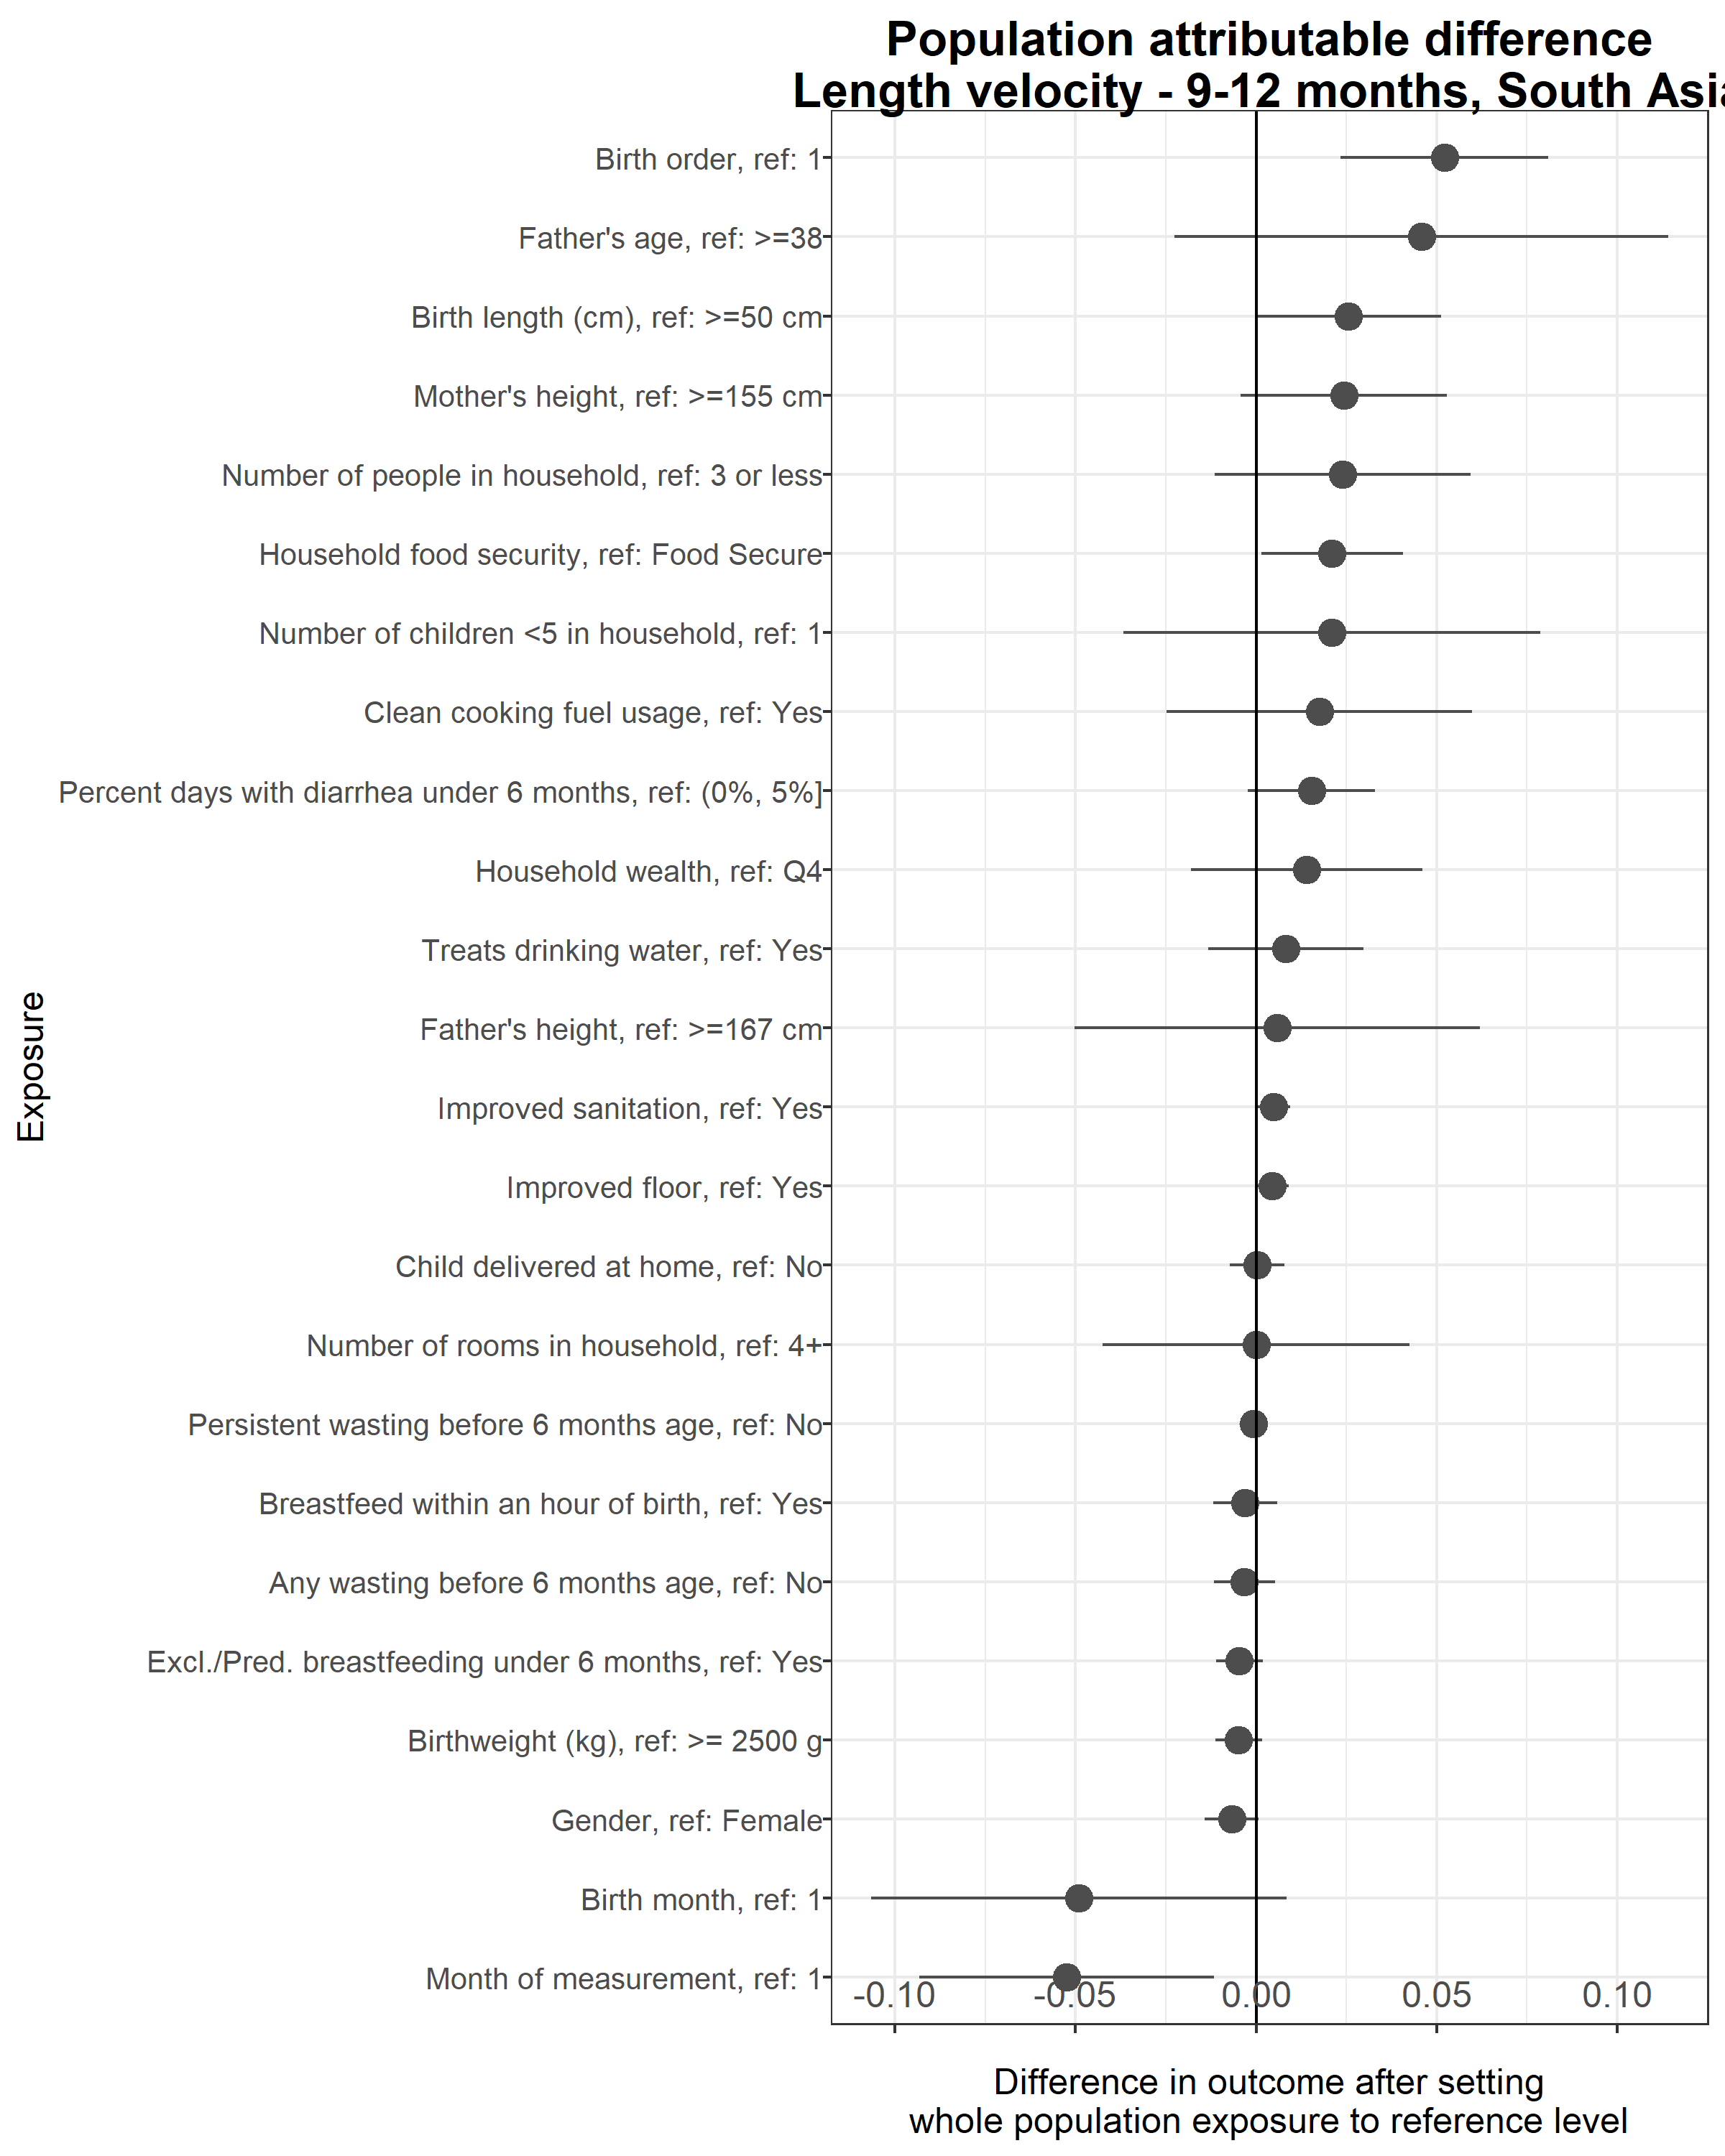 Population attributable difference
Length velocity - 9-12 months, South Asia
Birth order, ref: 1
Father's age, ref: >=38
Birth length (cm), ref: >=50 cm
Mother's height, ref: >=155 cm
Number of people in household, ref: 3 or less
Household food security, ref: Food Secure
Number of children <5 in household, ref: 1
Clean cooking fuel usage, ref: Yes
Percent days with diarrhea under 6 months, ref: (0%, 5%]
Household wealth, ref: Q4
Treats drinking water, ref: Yes
Father's height, ref: >=167 cm
Improved sanitation, ref: Yes
Improved floor, ref: Yes
Child delivered at home, ref: No
Number of rooms in household, ref: 4+
Persistent wasting before 6 months age, ref: No
Breastfeed within an hour of birth, ref: Yes
Any wasting before 6 months age, ref: No
Excl./Pred. breastfeeding under 6 months, ref: Yes
Birthweight (kg), ref: >= 2500 g
Gender, ref: Female
Birth month, ref: 1
Month of measurement, ref: 1
Exposure
-0.10 -0.05 0.00 0.05 0.10
Difference in outcome after setting
whole population exposure to reference level